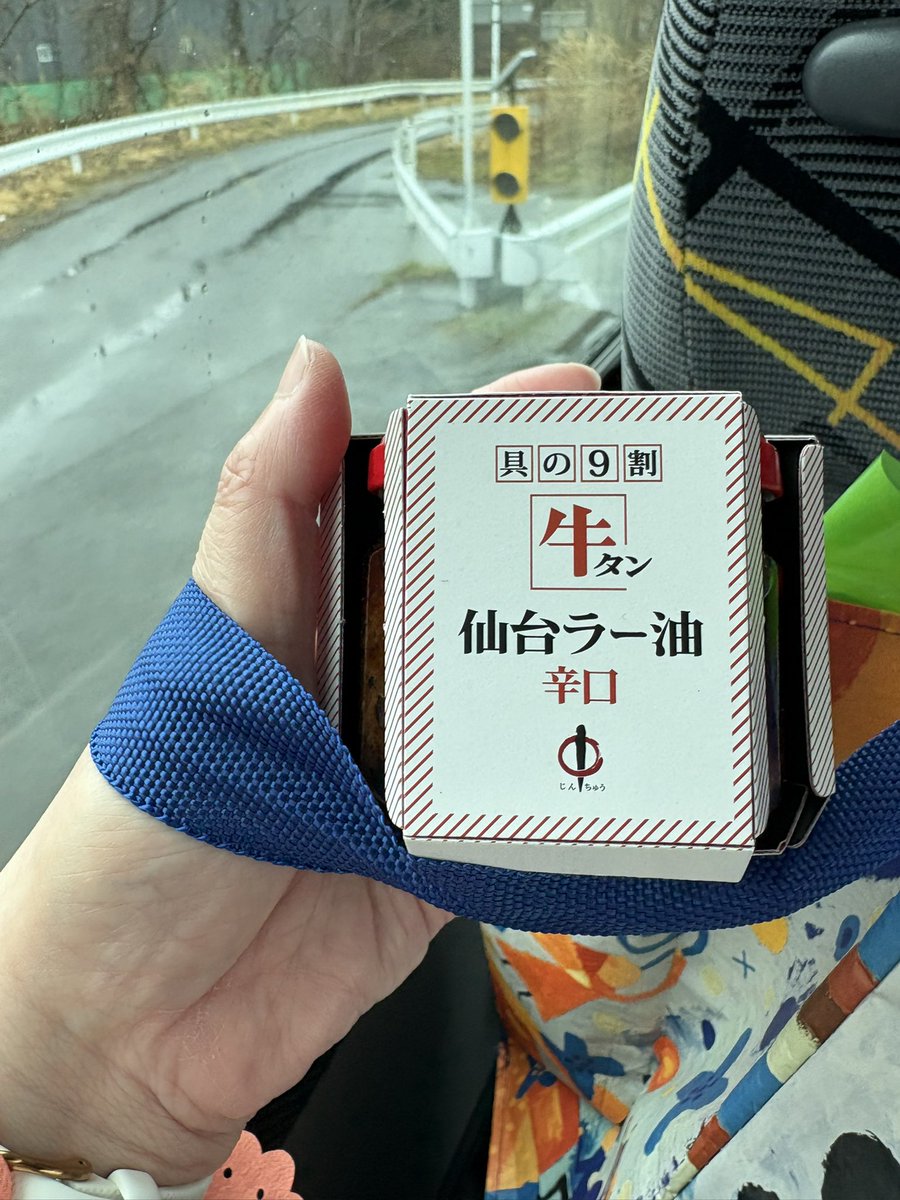 具の9割
牛タン
仙台ラー油
辛口
じんちゅう